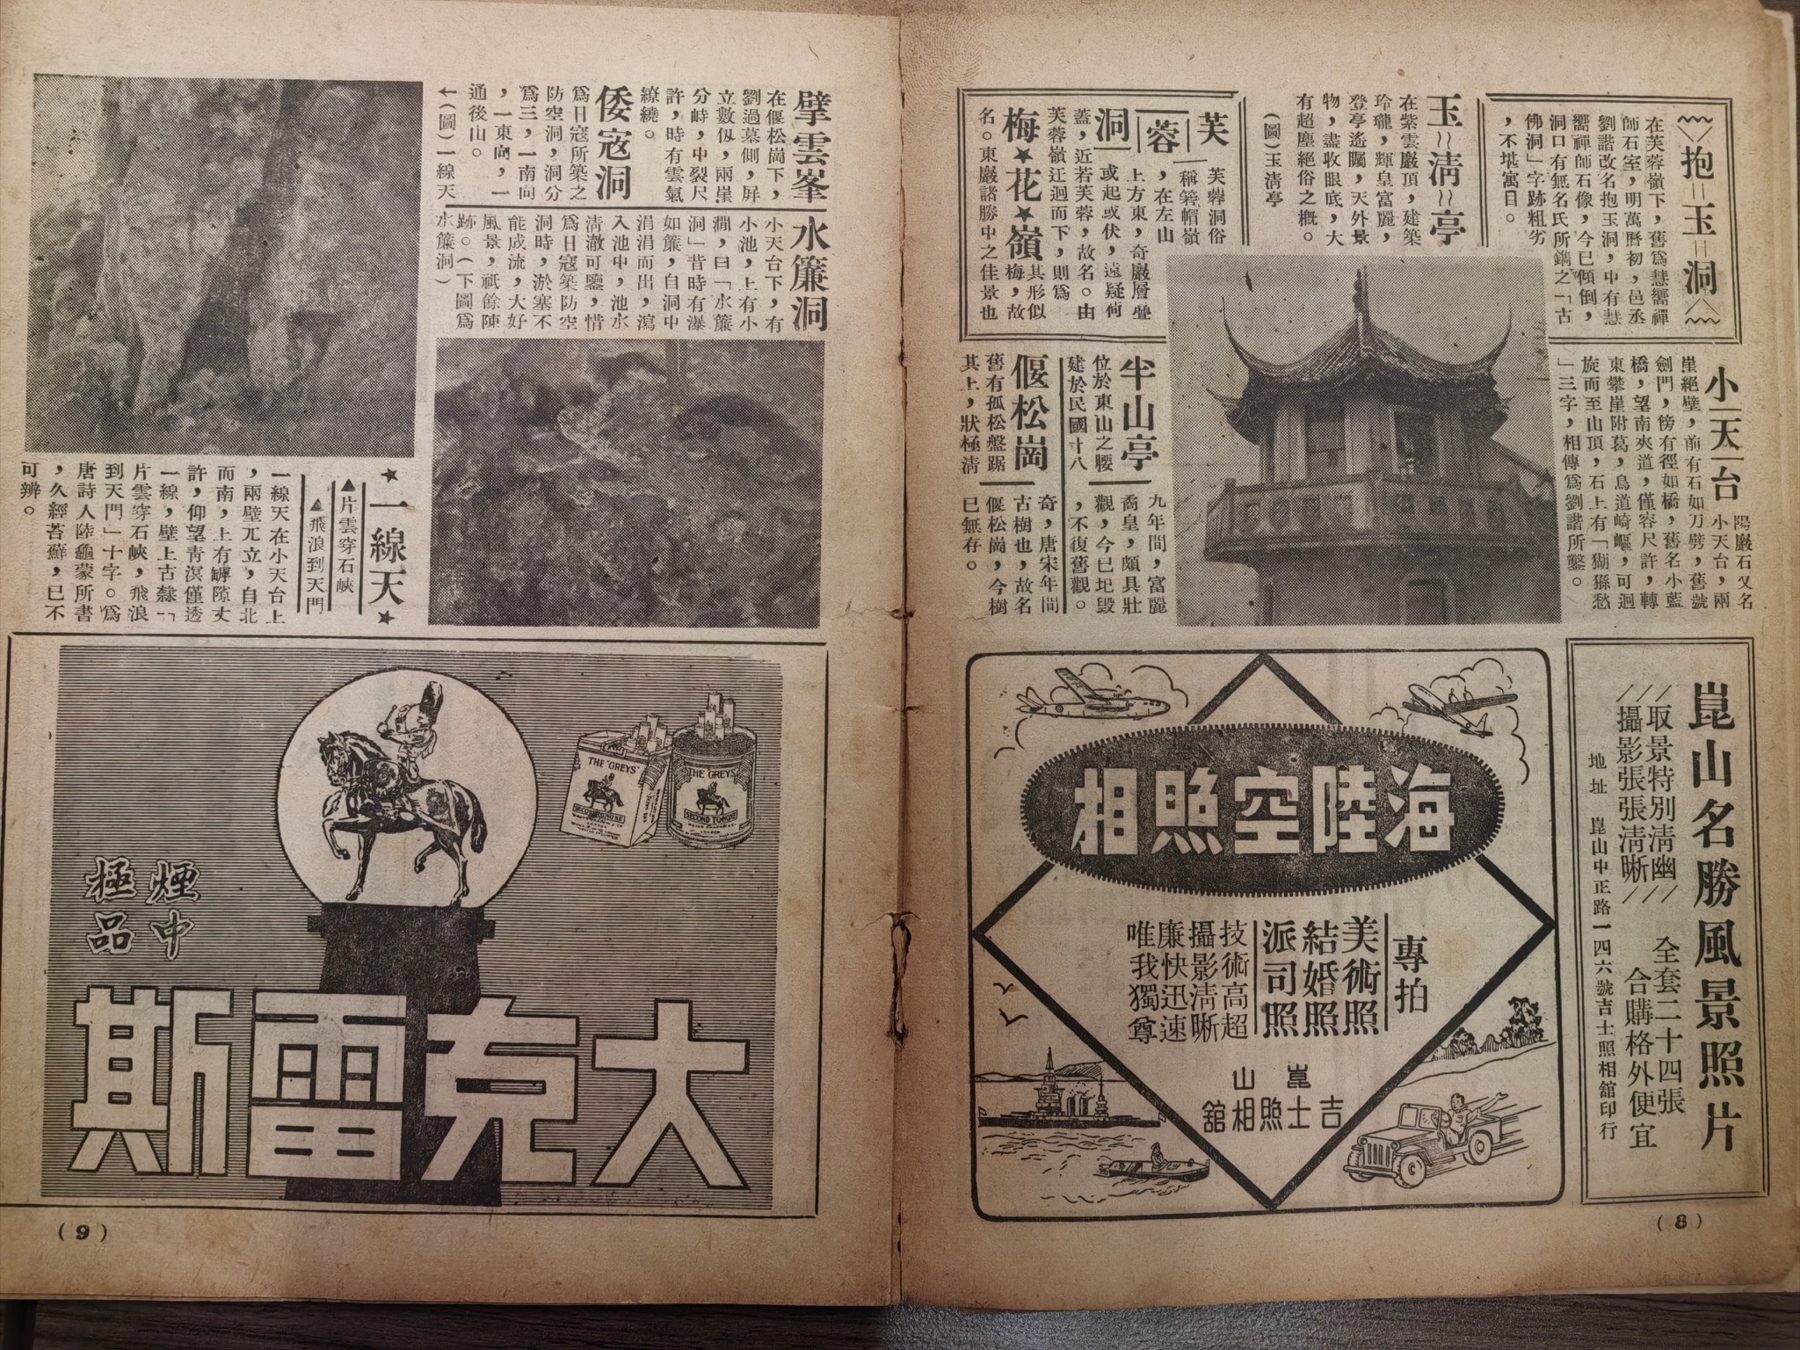 抱玉洞
在芙蓉嶺下，舊爲慧嚮禪
師石室，明萬曆初，邑丞
劉諧改名抱玉洞，中有慧
嚮禪師石像，今已傾倒，
洞口有無名氏所鐫之「古
佛洞」字跡粗劣
，不堪寓目。
玉清亭
在紫雲巖頂，建築
玲瓏，輝皇富麗，
登亭遙矚，天外景
物，盡收眼底，大
有超塵絕俗之概。
（圖）玉淸亭
芙蓉洞
芙蓉洞俗
稱簑帽嶺
，在左山
上方東，奇巖層疊
或起或伏，遠疑荷
蓋，近若芙蓉，故名。由
芙蓉嶺迂迴而下，則爲
梅★花★嶺
其形似
梅，故
名。東巖諸勝中之佳景也
小天台
陽巖石又名
小天台，兩
崖絕壁，前有石如刀劈，舊號
劍門，傍有徑如橋，舊名小藍
橋，望南夾道，僅容尺許，轉
東攀崖附葛，鳥道崎嶇，可迴
旋而至山頂，石上有「猢猻愁
」三字，相傳爲劉諧所鑿。
半山亭
位於東山之腰
建於民國十八
九年間，富麗
喬皇，頗具壯
觀，今已圮毀
，不復舊觀。
偃松崗
舊有孤松盤踞
其上，狀極清
奇，唐宋年間
古樹也，故名
偃松崗，今樹
已無存。
崑山名勝風景照片
取景特別淸幽
攝影張張淸晰
全套二十四張
合購格外便宜
地址 崑山中正路一四六號吉士照相舘印行
海陸空照相
專拍
美術照
結婚照
派司照
技術高超
攝影淸晰
廉快迅速
唯我獨尊
崑山
吉士照相舘
（8）
擘雲峯
在偃松崗下，
劉過墓側，屏
立數仭，兩崖
分峙，中裂尺
許，時有雲氣
繚繞。
倭寇洞
爲日寇所築之
防空洞，洞分
爲三，一南向
，一東向，一
通後山。
←（圖）一線天
水簾洞
小天台下，有
小池，上有小
澗，曰「水簾
洞」昔時有瀑
如簾，自洞中
涓涓而出，瀉
入池中，池水
淸澈可鑒，惜
爲日寇築防空
洞時，淤塞不
能成流，大好
風景，祇餘陳
跡。（下圖爲
水簾洞）
★一線天★
▲片雲穿石峽
▲飛浪到天門
一線天在小天台上
，兩壁兀立，自北
而南，上有罅隙丈
許，仰望靑溟僅透
一線，壁上古隸「
片雲穿石峽，飛浪
到天門」十字。爲
唐詩人陸龜蒙所書
，久經苔蘚，已不
可辨。
THE "GREYS"
THE GREYS
SECOND TO NONE
煙中
極品
大克雷斯
（9）